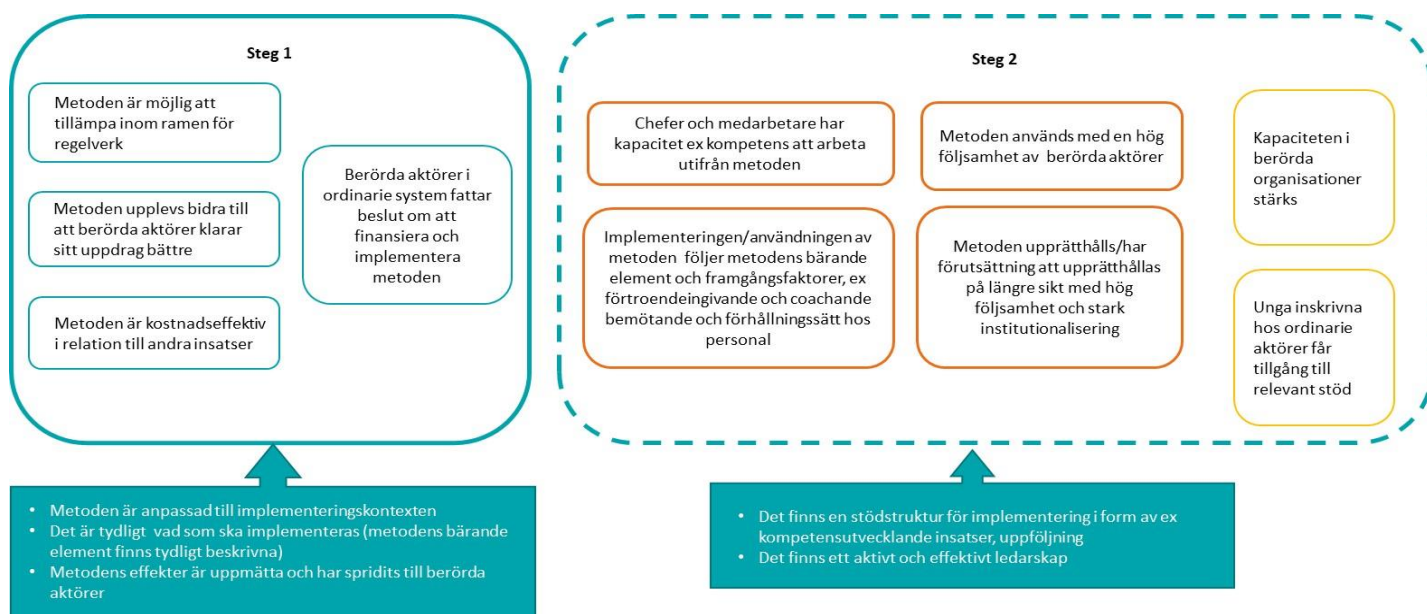 Steg 1
Metoden är möjlig att
tillämpa inom ramen för
regelverk
Metoden upplevs bidra till
att berörda aktörer klarar
sitt uppdrag bättre
Metoden är kostnadseffektiv
i relation till andra insatser
Berörda aktörer i
ordinarie system fattar
beslut om att
finansiera och
implementera
metoden
• Metoden är anpassad till implementeringskontexten
• Det är tydligt vad som ska implementeras (metodens bärande
element finns tydligt beskrivna)
• Metodens effekter är uppmätta och har spridits till berörda
aktörer
Steg 2
Chefer och medarbetare har
kapacitet ex kompetens att arbeta
utifrån metoden
Metoden används med en hög
följsamhet av berörda aktörer
Implementeringen/användningen av
metoden följer metodens bärande
element och framgångsfaktorer, ex
förtroendeingivande och coachande
bemötande och förhållningssätt hos
personal
Metoden upprätthålls/har
förutsättning att upprätthållas
på längre sikt med hög
följsamhet och stark
institutionalisering
Kapaciteten i
berörda
organisationer
stärks
Unga inskrivna
hos ordinarie
aktörer får
tillgång till
relevant stöd
• Det finns en stödstruktur för implementering i form av ex
kompetensutvecklande insatser, uppföljning
• Det finns ett aktivt och effektivt ledarskap